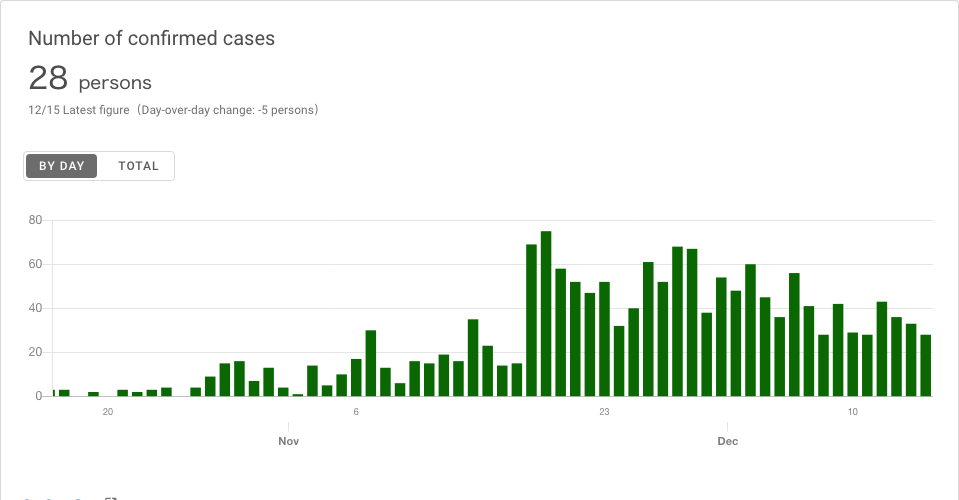 Number of confirmed cases
28 persons
12/15 Latest figure（Day-over-day change: -5 persons）
BY DAY TOTAL
80
60
40
20
0
20 6 23 10
Nov Dec